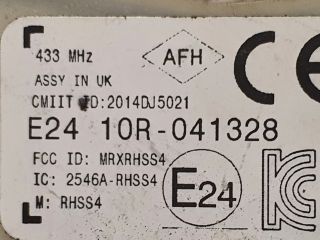 433 MHz
AFH
CE
ASSY IN UK
CMIIT ID:2014DJ5021
E24 10R-041328
FCC ID: MRXRHSS4
IC: 2546A-RHSS4
E24
M: RHSS4